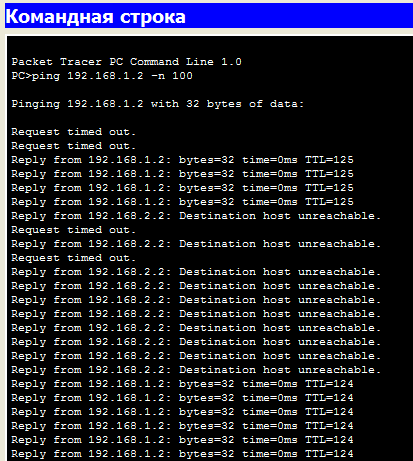 Командная строка
Packet Tracer PC Command Line 1.0
PC>ping 192.168.1.2 -n 100
Pinging 192.168.1.2 with 32 bytes of data:
Request timed out.
Request timed out.
Reply from 192.168.1.2: bytes=32 time=0ms TTL=125
Reply from 192.168.1.2: bytes=32 time=0ms TTL=125
Reply from 192.168.1.2: bytes=32 time=0ms TTL=125
Reply from 192.168.1.2: bytes=32 time=0ms TTL=125
Reply from 192.168.2.2: Destination host unreachable.
Request timed out.
Reply from 192.168.2.2: Destination host unreachable.
Request timed out.
Reply from 192.168.2.2: Destination host unreachable.
Reply from 192.168.2.2: Destination host unreachable.
Reply from 192.168.2.2: Destination host unreachable.
Reply from 192.168.2.2: Destination host unreachable.
Reply from 192.168.2.2: Destination host unreachable.
Reply from 192.168.2.2: Destination host unreachable.
Reply from 192.168.2.2: Destination host unreachable.
Reply from 192.168.2.2: Destination host unreachable.
Reply from 192.168.1.2: bytes=32 time=0ms TTL=124
Reply from 192.168.1.2: bytes=32 time=0ms TTL=124
Reply from 192.168.1.2: bytes=32 time=0ms TTL=124
Reply from 192.168.1.2: bytes=32 time=0ms TTL=124
Reply from 192.168.1.2: bytes=32 time=0ms TTL=124
Reply from 192.168.1.2: bytes=32 time=0ms TTL=124